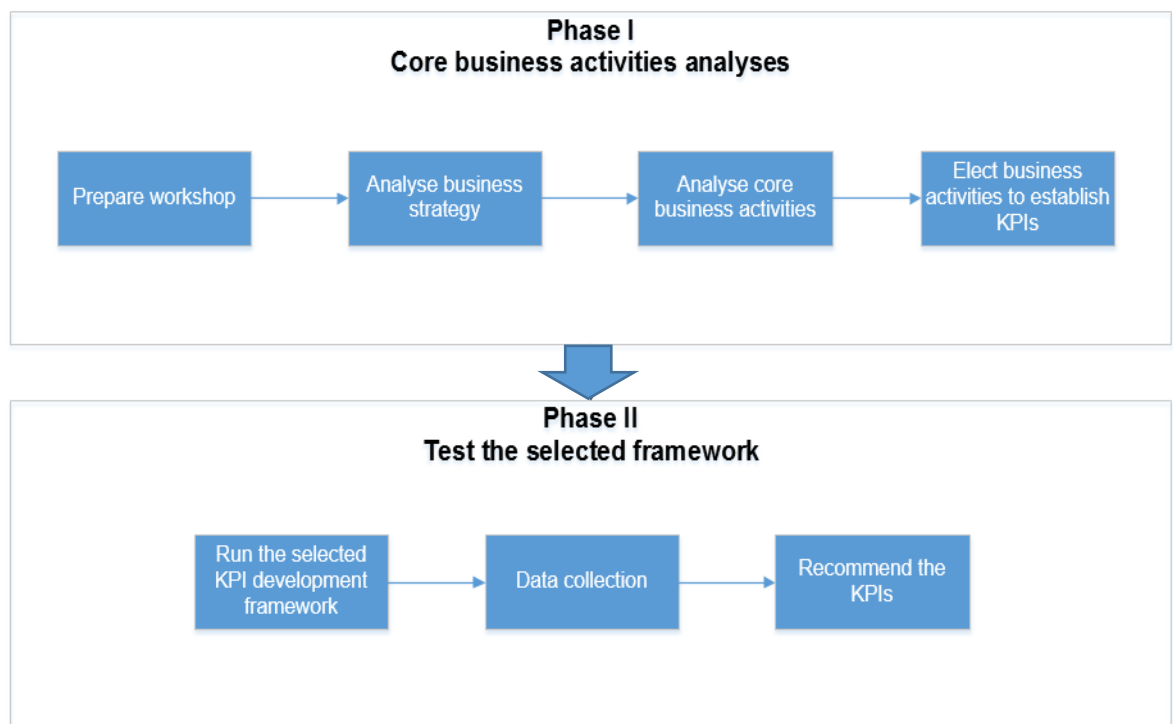 Phase I
Core business activities analyses
Prepare workshop
Analyse business
strategy
Analyse core
business activities
Elect business
activities to establish
KPIs
Phase II
Test the selected framework
Run the selected
KPI development
framework
Data collection
Recommend the
KPIs